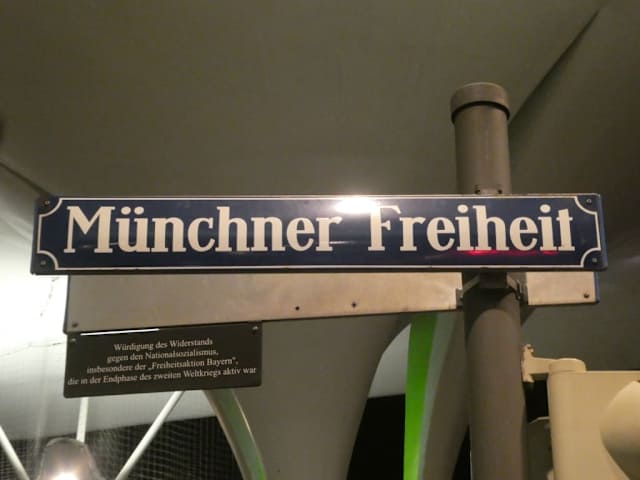 Münchner Freiheit
Würdigung des Widerstands
gegen den Nationalsozialismus,
insbesondere der „Freiheitsaktion Bayern",
die in der Endphase des zweiten Weltkriegs aktiv war